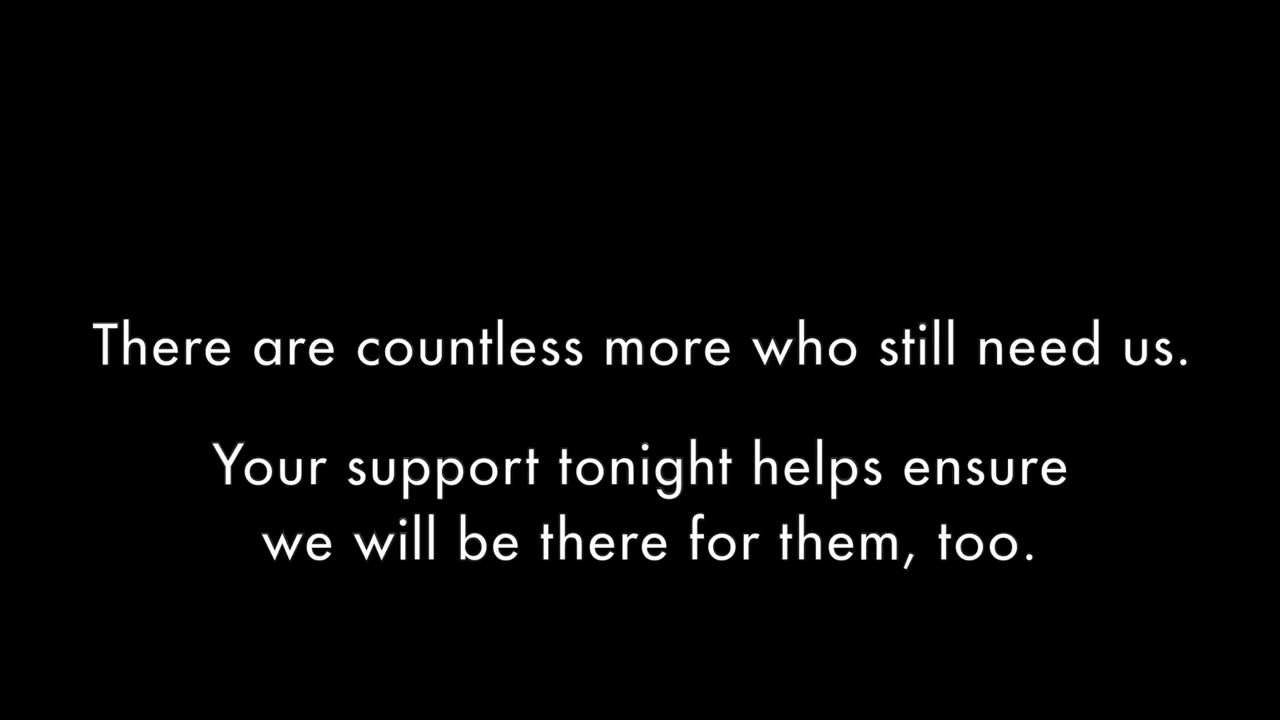 There are countless more who still need us.
Your support tonight helps ensure
we will be there for them, too.